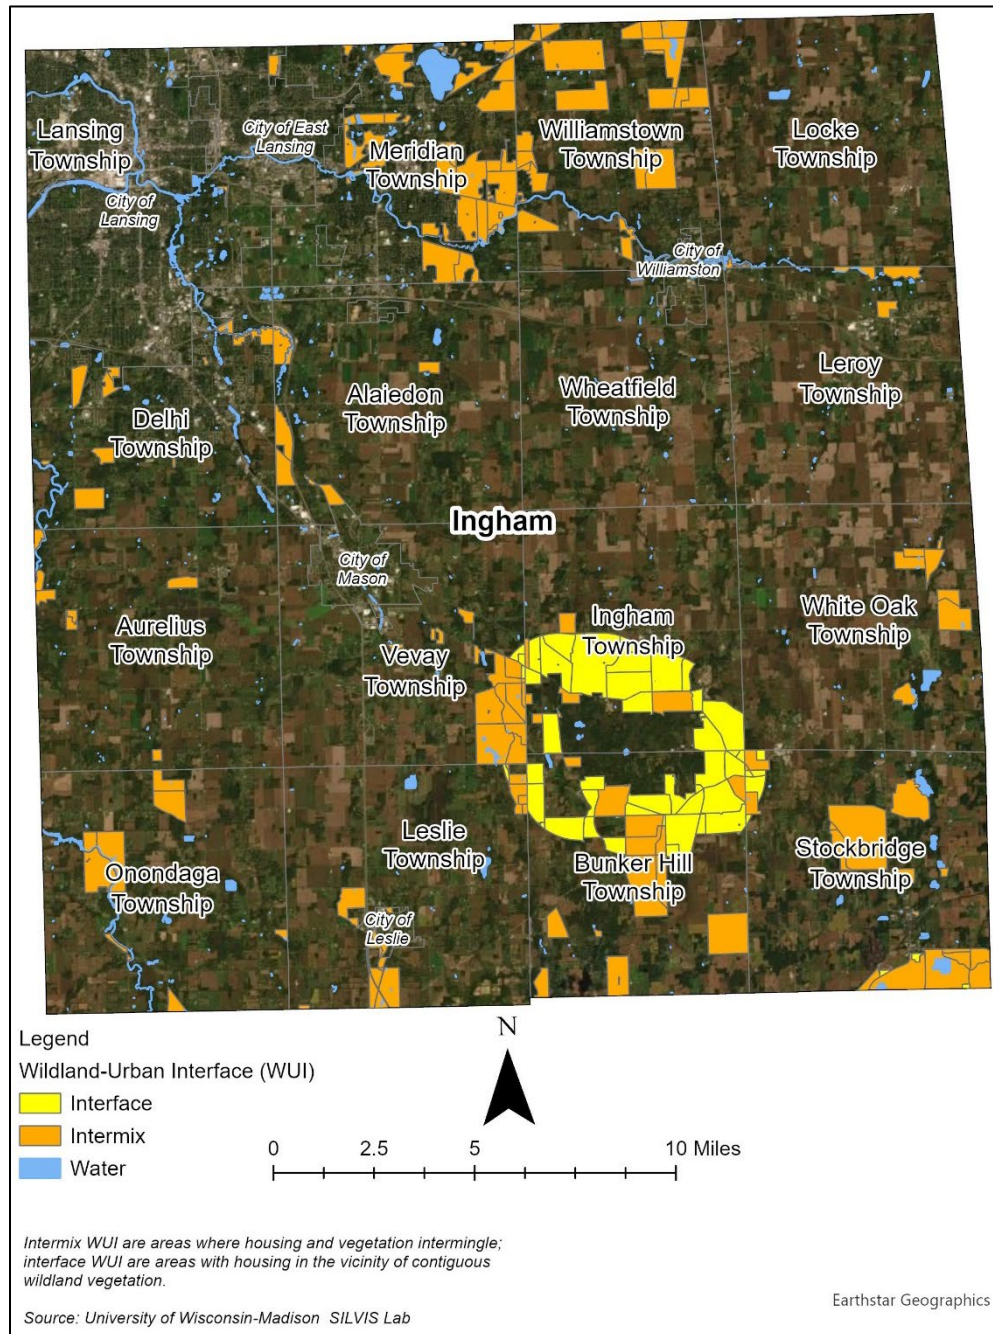 Lansing
Township
City of East
Lansing
Meridian
Township
Williamstown
Township
Locke
Township
City of
Lansing
City of
Williamston
Delhi
Township
Alaiedon
Township
Wheatfield
Township
Leroy
Township
Ingham
City of
Mason
Aurelius
Township
Vevay
Township
Ingham
Township
White Oak
Township
Onondaga
Township
Leslie
Township
Bunker Hill
Township
Stockbridge
Township
City of
Leslie
Legend
Wildland-Urban Interface (WUI)
Interface
Intermix
Water
N
0 2.5 5 10 Miles
Intermix WUI are areas where housing and vegetation intermingle;
interface WUI are areas with housing in the vicinity of contiguous
wildland vegetation.
Source: University of Wisconsin-Madison SILVIS Lab
Earthstar Geographics